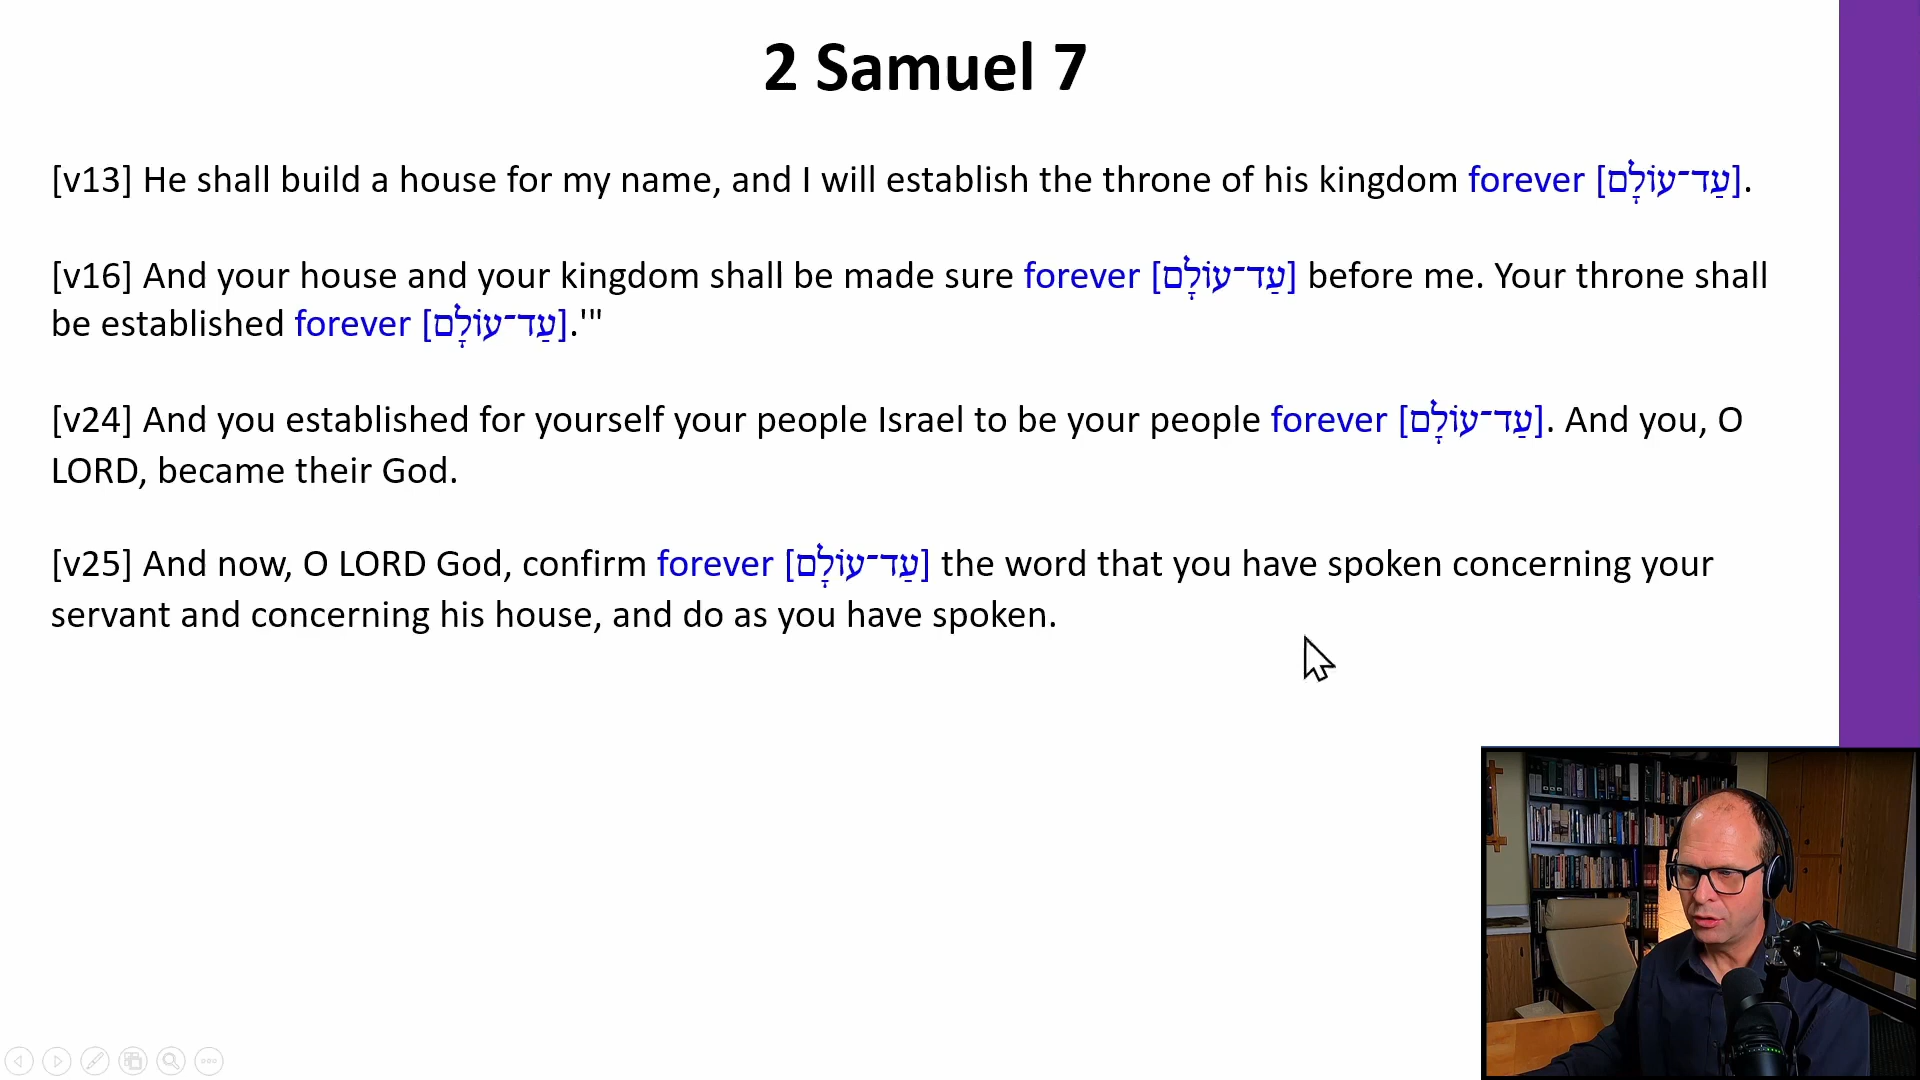 2 Samuel 7
[v13] He shall build a house for my name, and I will establish the throne of his kingdom forever [עַד־עוֹלָֽם].
[v16] And your house and your kingdom shall be made sure forever [עַד־עוֹלָֽם] before me. Your throne shall
be established forever [עַד־עוֹלָֽם].'"
[v24] And you established for yourself your people Israel to be your people forever [עַד־עוֹלָֽם]. And you, O
LORD, became their God.
[v25] And now, O LORD God, confirm forever [עַד־עוֹלָֽם] the word that you have spoken concerning your
servant and concerning his house, and do as you have spoken.